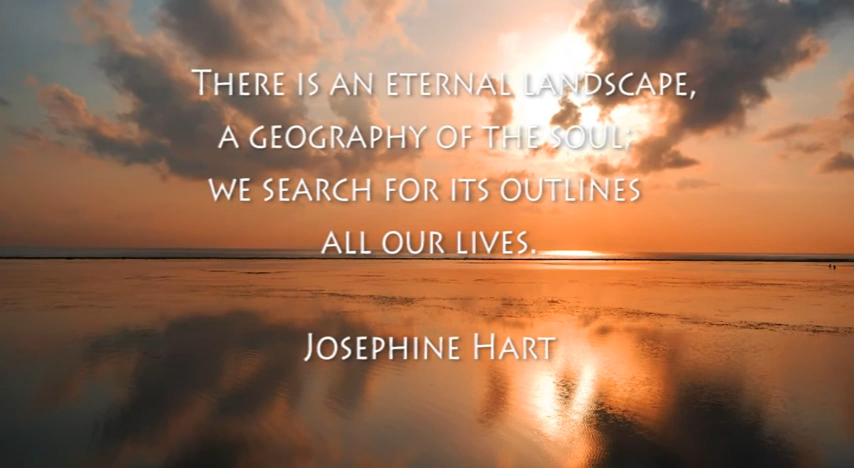 There is an eternal landscape,
a geography of the soul;
we search for its outlines
all our lives.
Josephine Hart